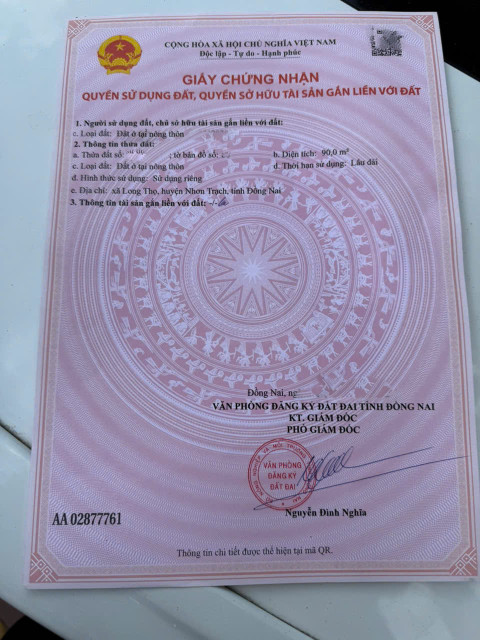 CỘNG HÒA XÃ HỘI CHỦ NGHĨA VIỆT NAM
Độc lập - Tự do - Hạnh phúc
GIẤY CHỨNG NHẬN
QUYỀN SỬ DỤNG ĐẤT, QUYỀN SỞ HỮU TÀI SẢN GẮN LIỀN VỚI ĐẤT
1. Người sử dụng đất, chủ sở hữu tài sản gắn liền với đất:
c. Loại đất: Đất ở tại nông thôn
2. Thông tin thửa đất:
a. Thửa đất số: ; tờ bản đồ số: b. Diện tích: 90,0 m²
c. Loại đất: Đất ở tại nông thôn d. Thời hạn sử dụng: Lâu dài
đ. Hình thức sử dụng: Sử dụng riêng
e. Địa chỉ: xã Long Thọ, huyện Nhơn Trạch, tỉnh Đồng Nai
3. Thông tin tài sản gắn liền với đất: -/-
Đồng Nai,
VĂN PHÒNG ĐĂNG KÝ ĐẤT ĐAI TỈNH ĐỒNG NAI
KT. GIÁM ĐỐC
PHÓ GIÁM ĐỐC
VĂN PHÒNG
ĐĂNG KÝ
ĐẤT ĐAI
Nguyễn Đình Nghĩa
AA 02877761
Thông tin chi tiết được thể hiện tại mã QR.